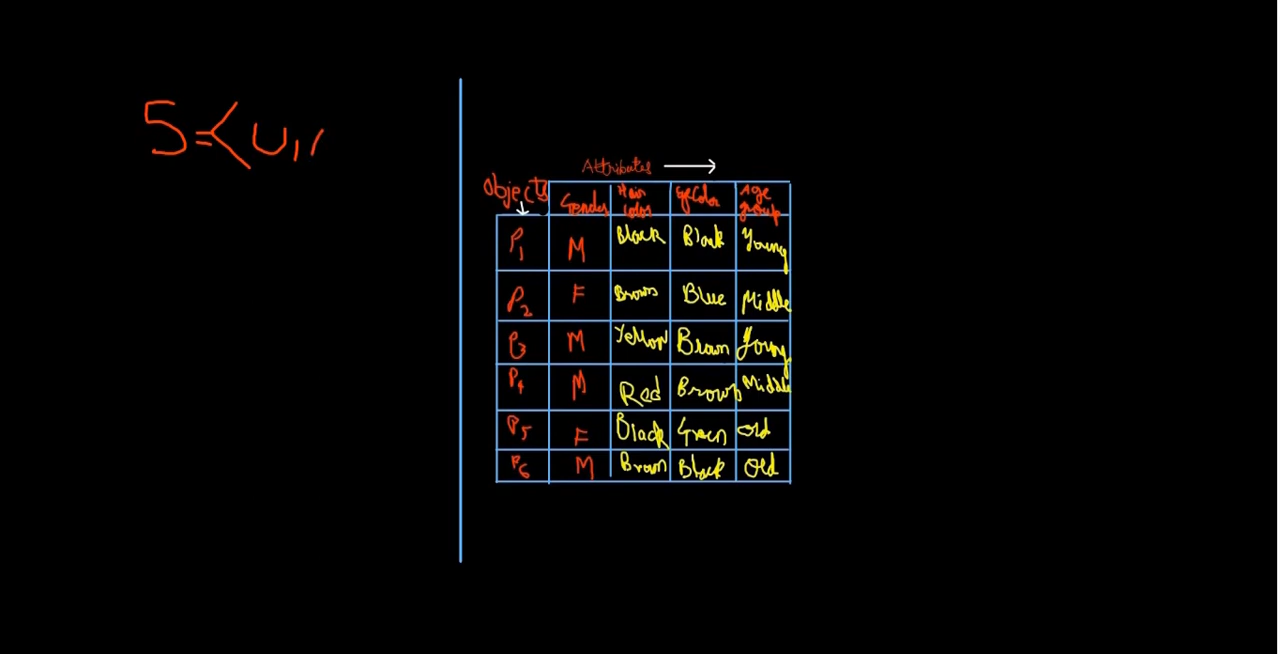 S=<U,
Attributes
Objects Gender Hair color Eye Color Age group
P1 M Black Black Young
P2 F Brown Blue Middle
P3 M Yellow Brown Young
P4 M Red Brown Middle
P5 F Black Green Old
P6 M Brown Black Old